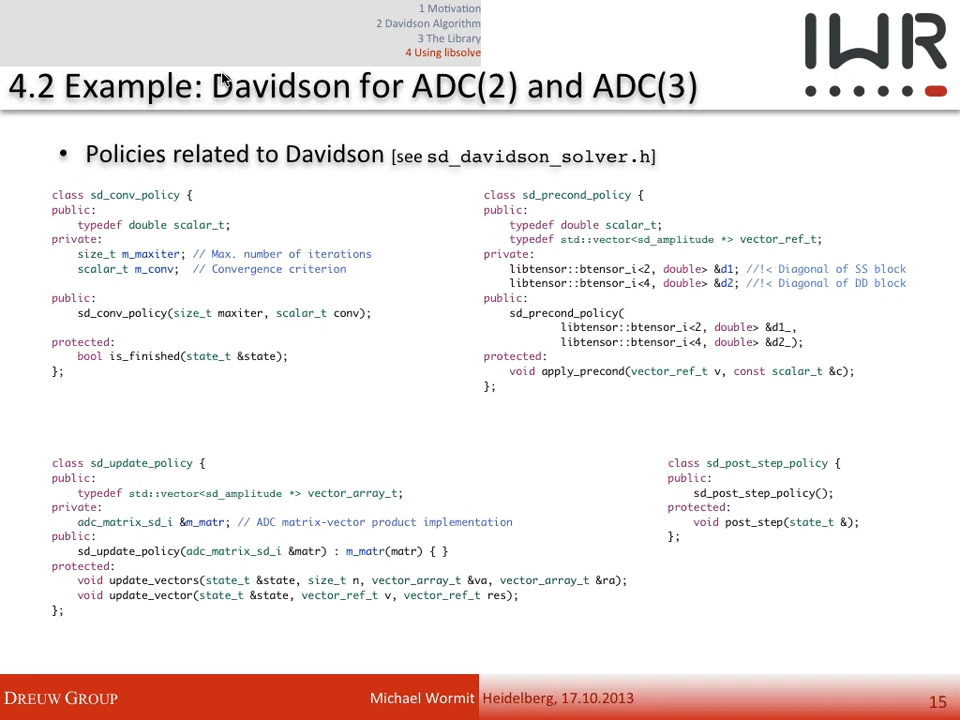 1 Motivation
2 Davidson Algorithm
3 The Library
4 Using libsolve
IWR
4.2 Example: Davidson for ADC(2) and ADC(3)
• Policies related to Davidson [see sd_davidson_solver.h]
class sd_conv_policy {
public:
    typedef double scalar_t;
private:
    size_t m_maxiter; // Max. number of iterations
    scalar_t m_conv;  // Convergence criterion

public:
    sd_conv_policy(size_t maxiter, scalar_t conv);

protected:
    bool is_finished(state_t &state);
};
class sd_precond_policy {
public:
    typedef double scalar_t;
    typedef std::vector<sd_amplitude *> vector_ref_t;
private:
    libtensor::btensor_i<2, double> &d1; //!< Diagonal of SS block
    libtensor::btensor_i<4, double> &d2; //!< Diagonal of DD block
public:
    sd_precond_policy(
            libtensor::btensor_i<2, double> &d1_,
            libtensor::btensor_i<4, double> &d2_);
protected:
    void apply_precond(vector_ref_t v, const scalar_t &c);
};
class sd_update_policy {
public:
    typedef std::vector<sd_amplitude *> vector_array_t;
private:
    adc_matrix_sd_i &m_matr; // ADC matrix-vector product implementation
public:
    sd_update_policy(adc_matrix_sd_i &matr) : m_matr(matr) { }
protected:
    void update_vectors(state_t &state, size_t n, vector_array_t &va, vector_array_t &ra);
    void update_vector(state_t &state, vector_ref_t v, vector_ref_t res);
};
class sd_post_step_policy {
public:
    sd_post_step_policy();
protected:
    void post_step(state_t &);
};
DREUW GROUP
Michael Wormit Heidelberg, 17.10.2013
15